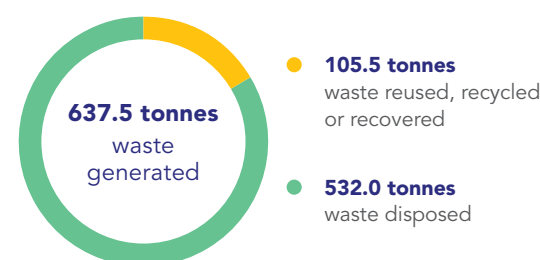 637.5 tonnes
waste
generated
105.5 tonnes
waste reused, recycled
or recovered
532.0 tonnes
waste disposed